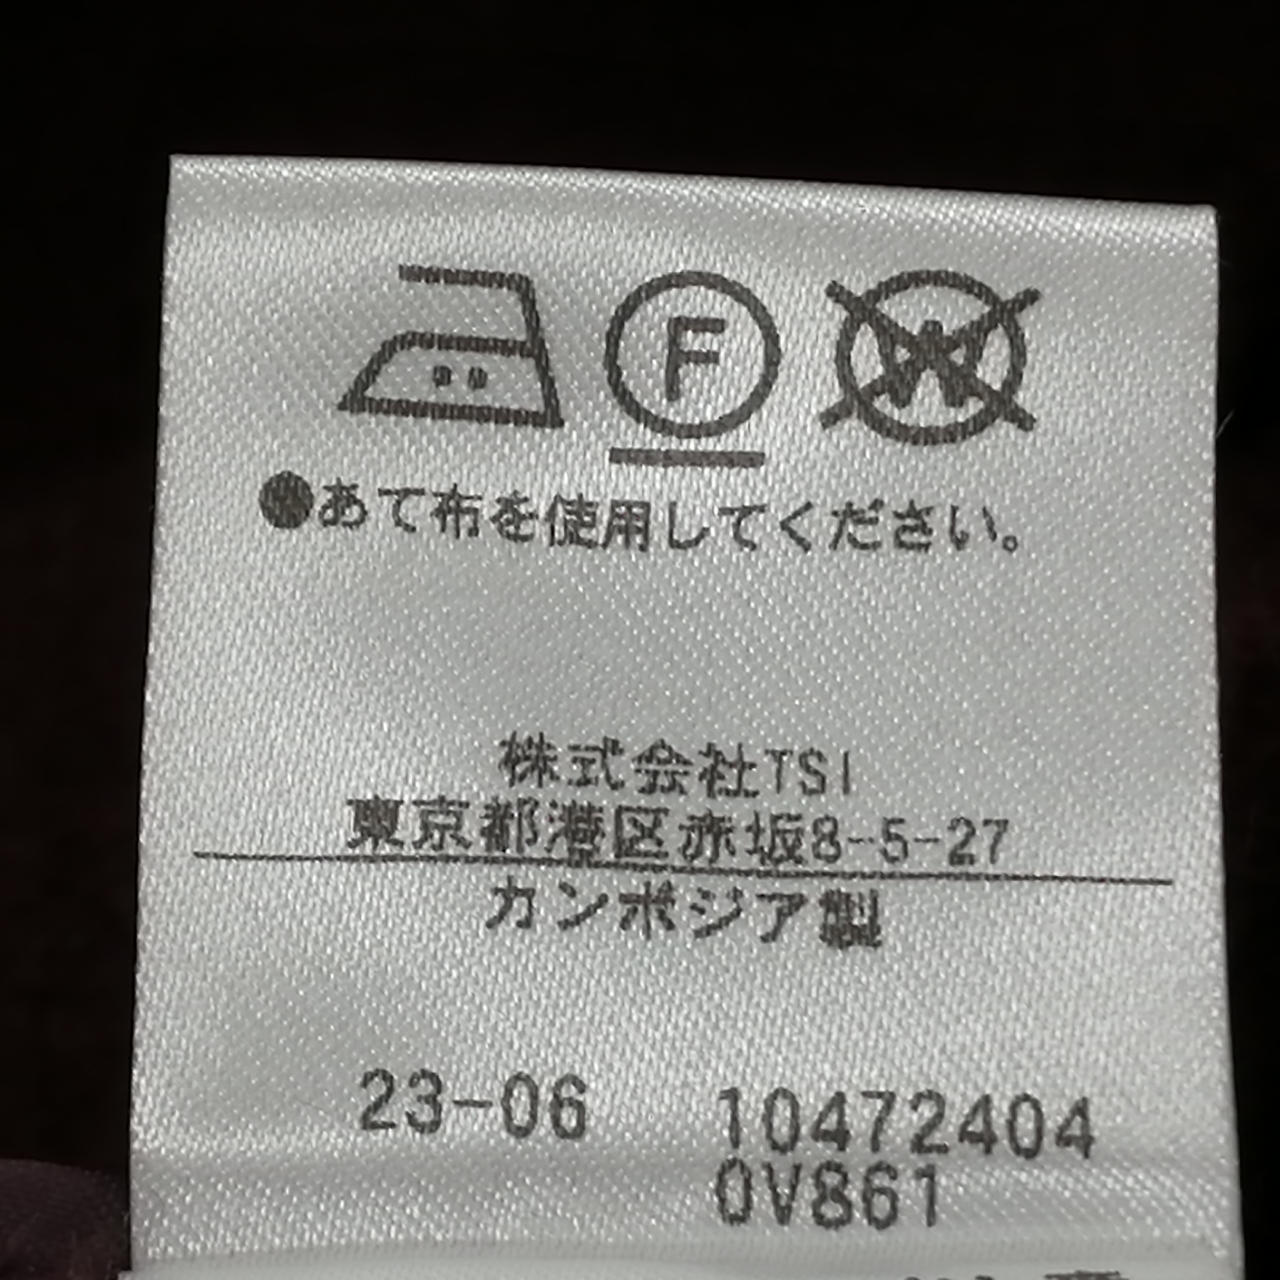 F W
●あて布を使用してください。
株式会社TSI
東京都港区赤坂8-5-27
カンボジア製
23-06 10472404
0V861